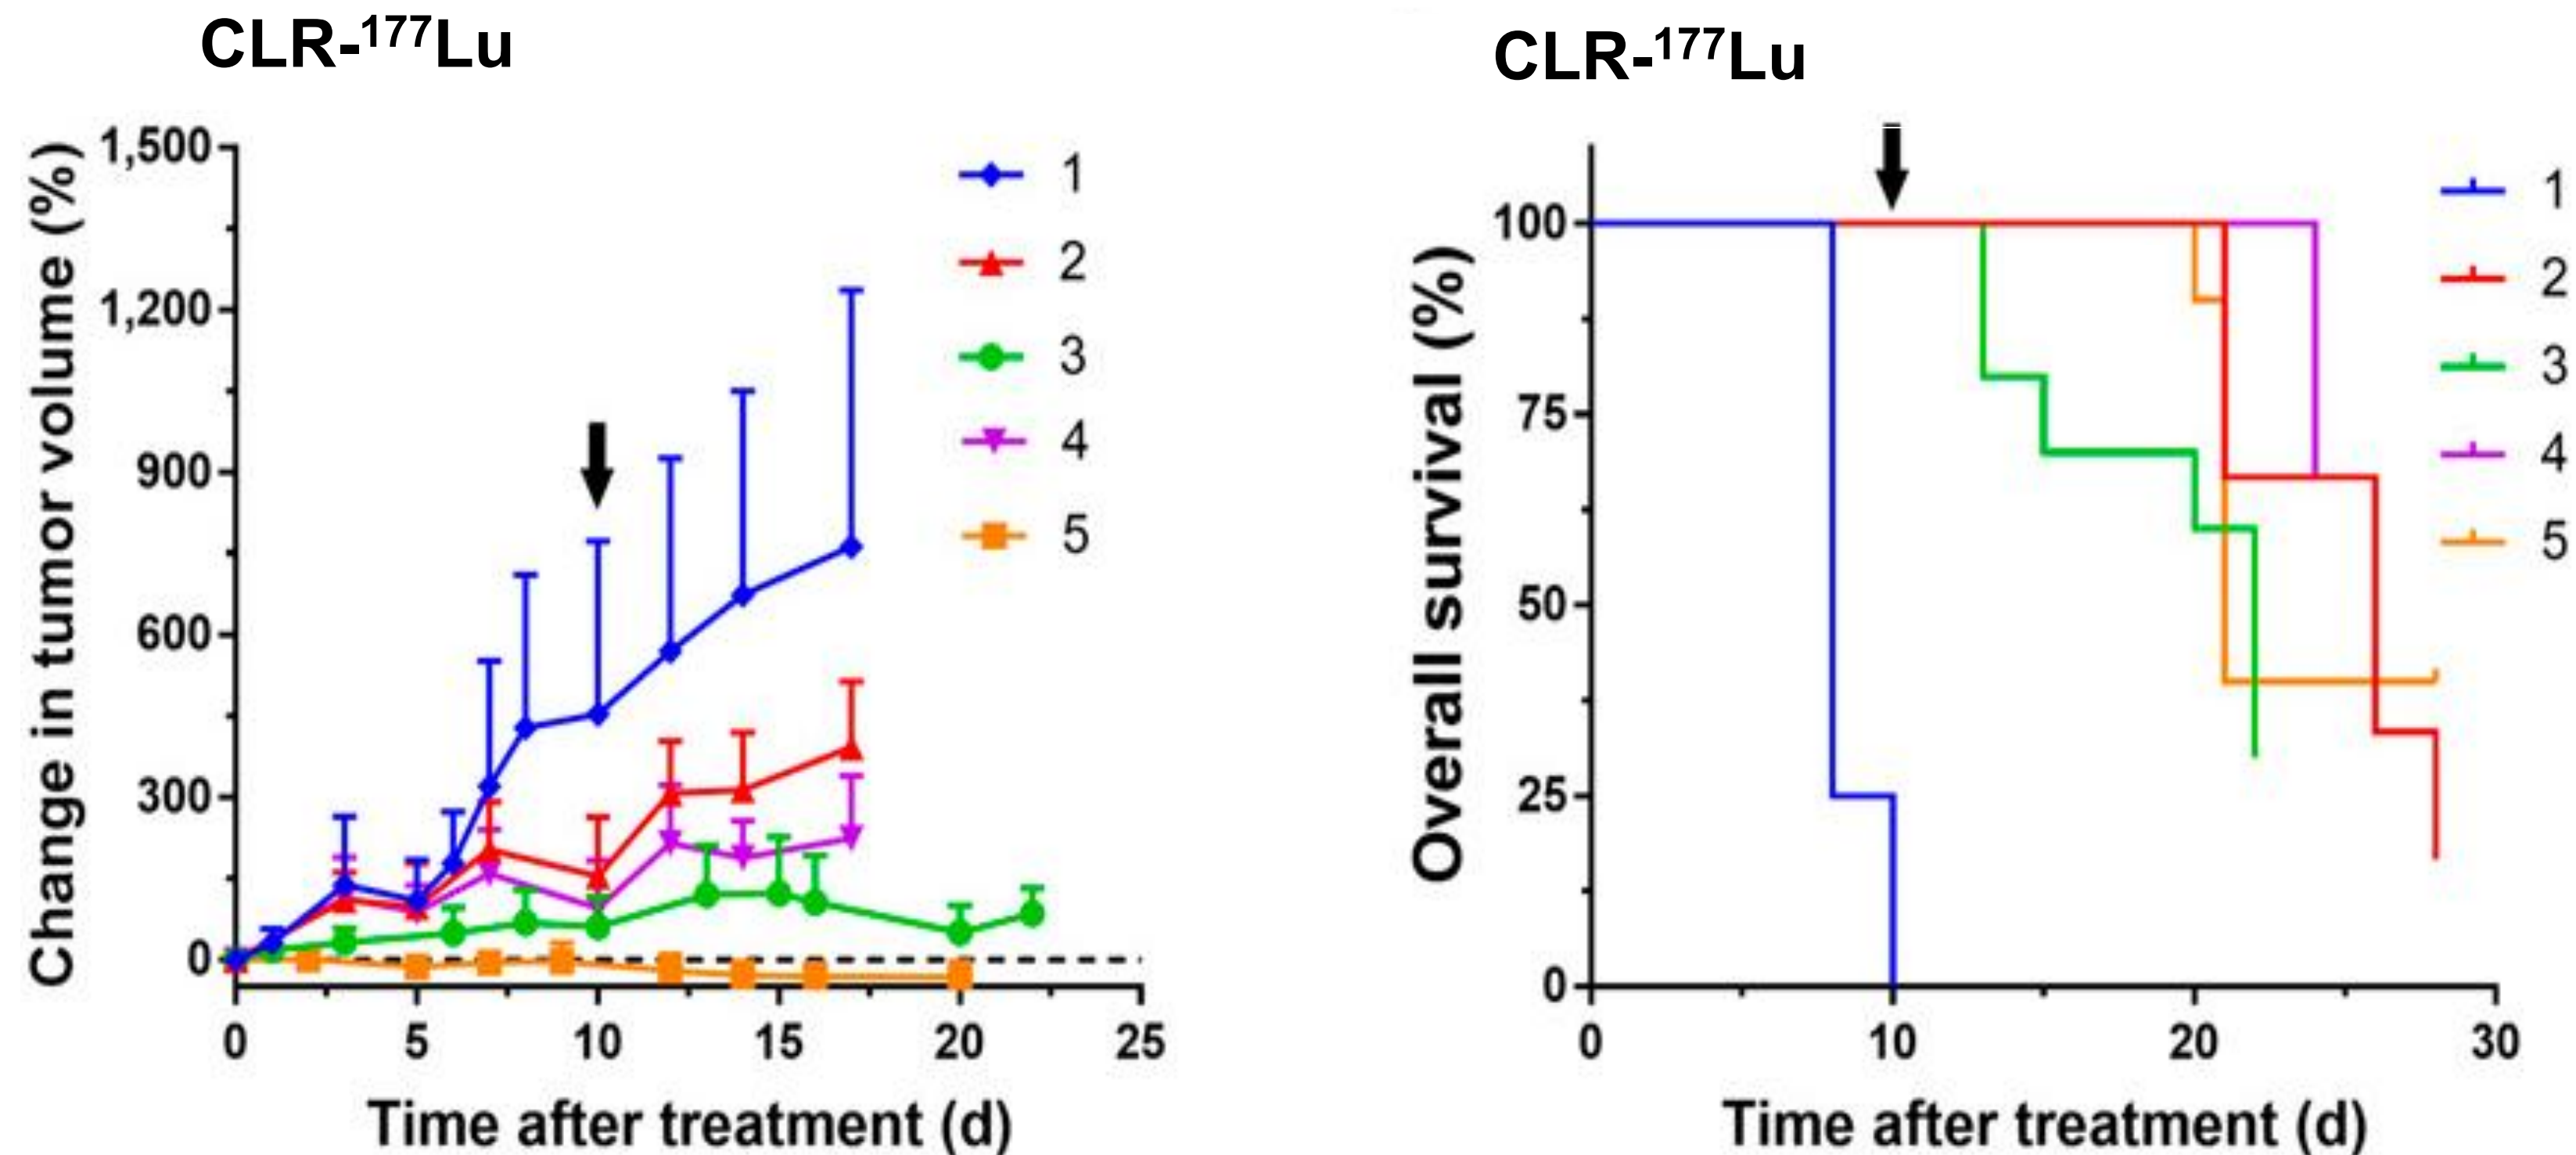 CLR-¹⁷⁷Lu
Change in tumor volume (%)
1,500
1,200
900
600
300
0
0 5 10 15 20 25
Time after treatment (d)
1
2
3
4
5
CLR-¹⁷⁷Lu
Overall survival (%)
100
75
50
25
0
0 10 20 30
Time after treatment (d)
1
2
3
4
5